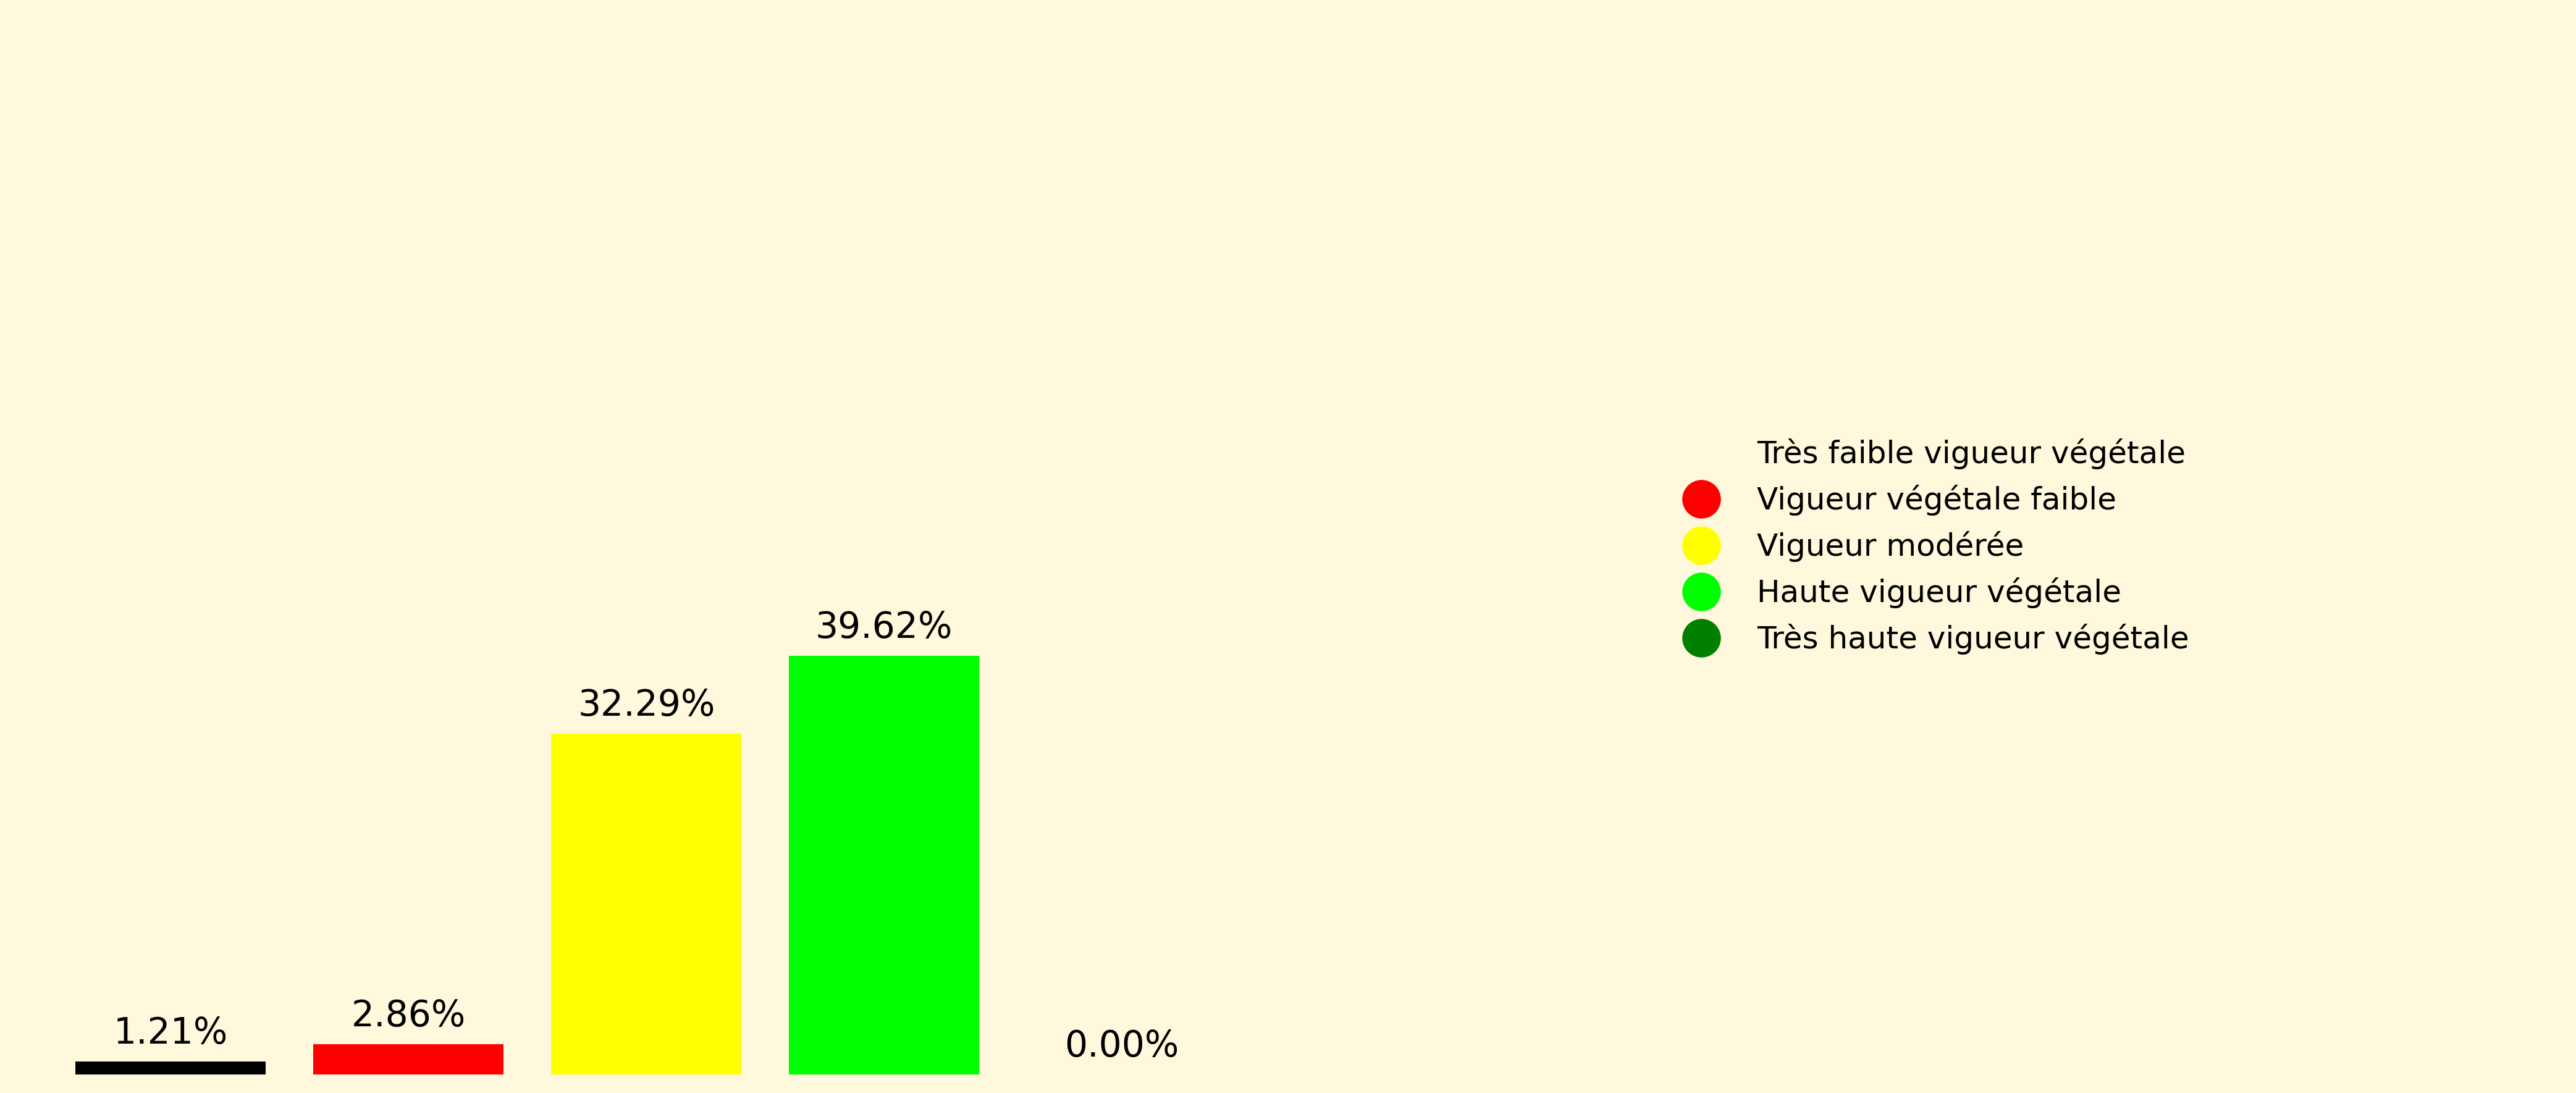 Très faible vigueur végétale
Vigueur végétale faible
Vigueur modérée
Haute vigueur végétale
Très haute vigueur végétale
39.62%
32.29%
2.86%
1.21%
0.00%